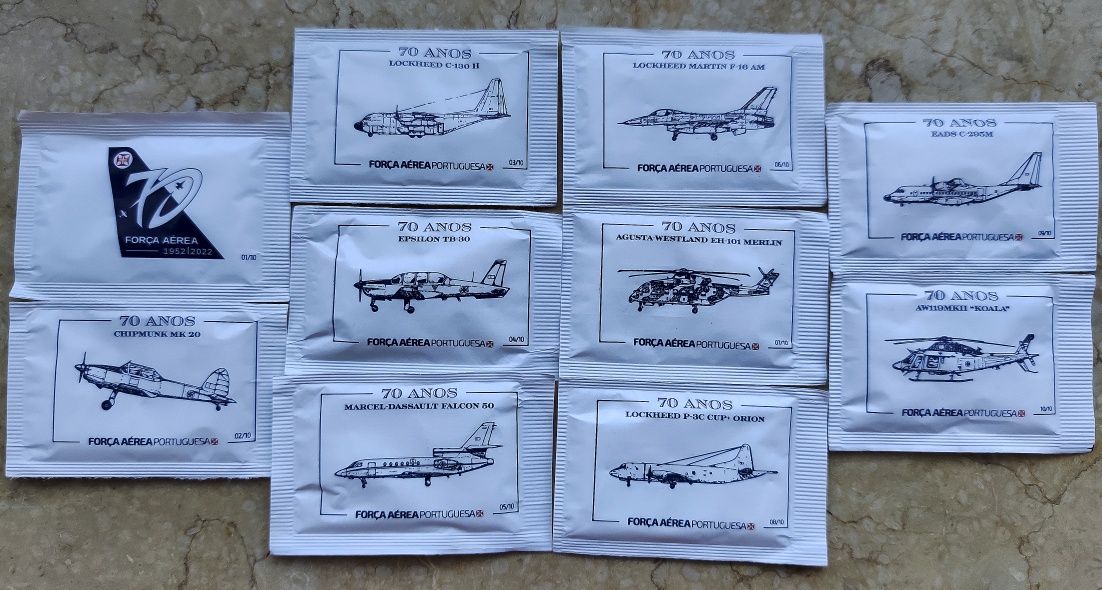 70
FORÇA AÉREA
1952|2022
01/10
70 ANOS
CHIPMUNK MK 20
FORÇA AÉREA PORTUGUESA
02/10
70 ANOS
LOCKHEED C-130 H
FORÇA AÉREA PORTUGUESA
03/10
70 ANOS
EPSILON TB-30
FORÇA AÉREA PORTUGUESA
04/10
70 ANOS
MARCEL-DASSAULT FALCON 50
FORÇA AÉREA PORTUGUESA
05/10
70 ANOS
LOCKHEED MARTIN F-16 AM
FORÇA AÉREA PORTUGUESA
06/10
70 ANOS
AGUSTA-WESTLAND EH-101 MERLIN
FORÇA AÉREA PORTUGUESA
07/10
70 ANOS
LOCKHEED P-3C CUP+ ORION
FORÇA AÉREA PORTUGUESA
08/10
70 ANOS
EADS C-295M
FORÇA AÉREA PORTUGUESA
09/10
70 ANOS
AW119MKII "KOALA"
FORÇA AÉREA PORTUGUESA
10/10